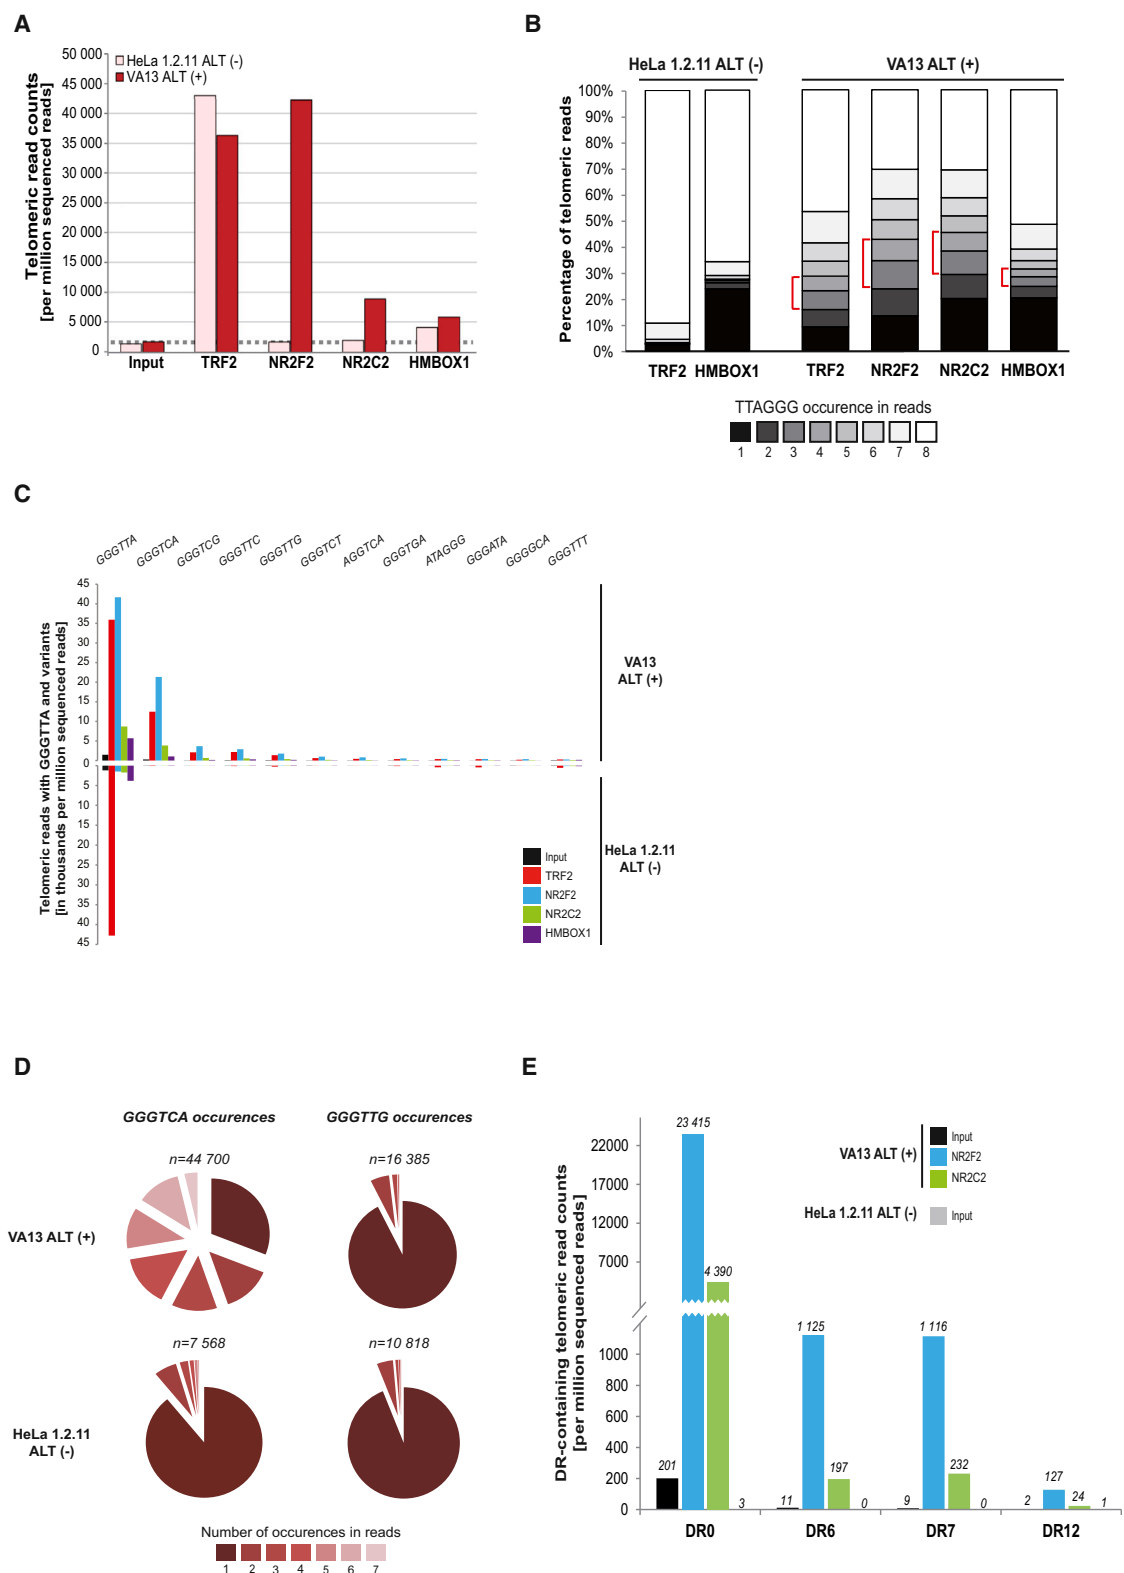 A
Telomeric read counts
[per million sequenced reads]
50 000
45 000
40 000
35 000
30 000
25 000
20 000
15 000
10 000
5 000
0
HeLa 1.2.11 ALT (-)
VA13 ALT (+)
Input TRF2 NR2F2 NR2C2 HMBOX1
B
HeLa 1.2.11 ALT (-) VA13 ALT (+)
Percentage of telomeric reads
100%
90%
80%
70%
60%
50%
40%
30%
20%
10%
0%
TRF2 HMBOX1 TRF2 NR2F2 NR2C2 HMBOX1
TTAGGG occurence in reads
1 2 3 4 5 6 7 8
C
GGGTTA GGGTCA GGGTCG GGGTTC GGGTTG GGGTCT AGGTCA GGGTGA ATAGGG GGGATA GGGGCA GGGTTT
Telomeric reads with GGGTTA and variants
[in thousands per million sequenced reads]
45
40
35
30
25
20
15
10
5
0
5
10
15
20
25
30
35
40
45
VA13
ALT (+)
HeLa 1.2.11
ALT (-)
Input
TRF2
NR2F2
NR2C2
HMBOX1
D
GGGTCA occurences GGGTTG occurences
n=44 700 n=16 385
VA13 ALT (+)
n=7 568 n=10 818
HeLa 1.2.11
ALT (-)
Number of occurences in reads
1 2 3 4 5 6 7
E
DR-containing telomeric read counts
[per million sequenced reads]
22000
17000
12000
7000
1000
800
600
400
200
0
VA13 ALT (+)
Input
NR2F2
NR2C2
HeLa 1.2.11 ALT (-)
Input
201 23 415 4 390 3
11 1 125 197 0
9 1 116 232 0
2 127 24 1
DR0 DR6 DR7 DR12